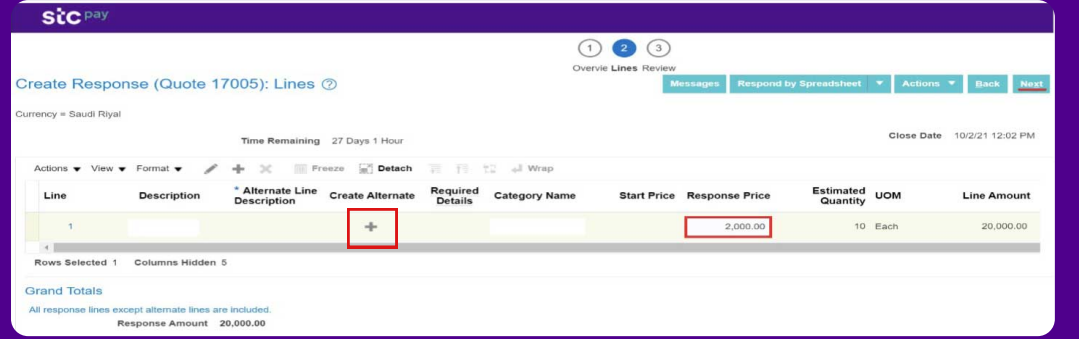 stc pay
1 2 3
Overvie Lines Review
Create Response (Quote 17005): Lines ?
Messages Respond by Spreadsheet Actions Back Next
Currency = Saudi Riyal
Time Remaining 27 Days 1 Hour
Close Date 10/2/21 12:02 PM
Actions View Format Freeze Detach Wrap
Line Description * Alternate Line Description Create Alternate Required Details Category Name Start Price Response Price Estimated Quantity UOM Line Amount
1 2,000.00 10 Each 20,000.00
Rows Selected 1 Columns Hidden 5
Grand Totals
All response lines except alternate lines are included.
Response Amount 20,000.00